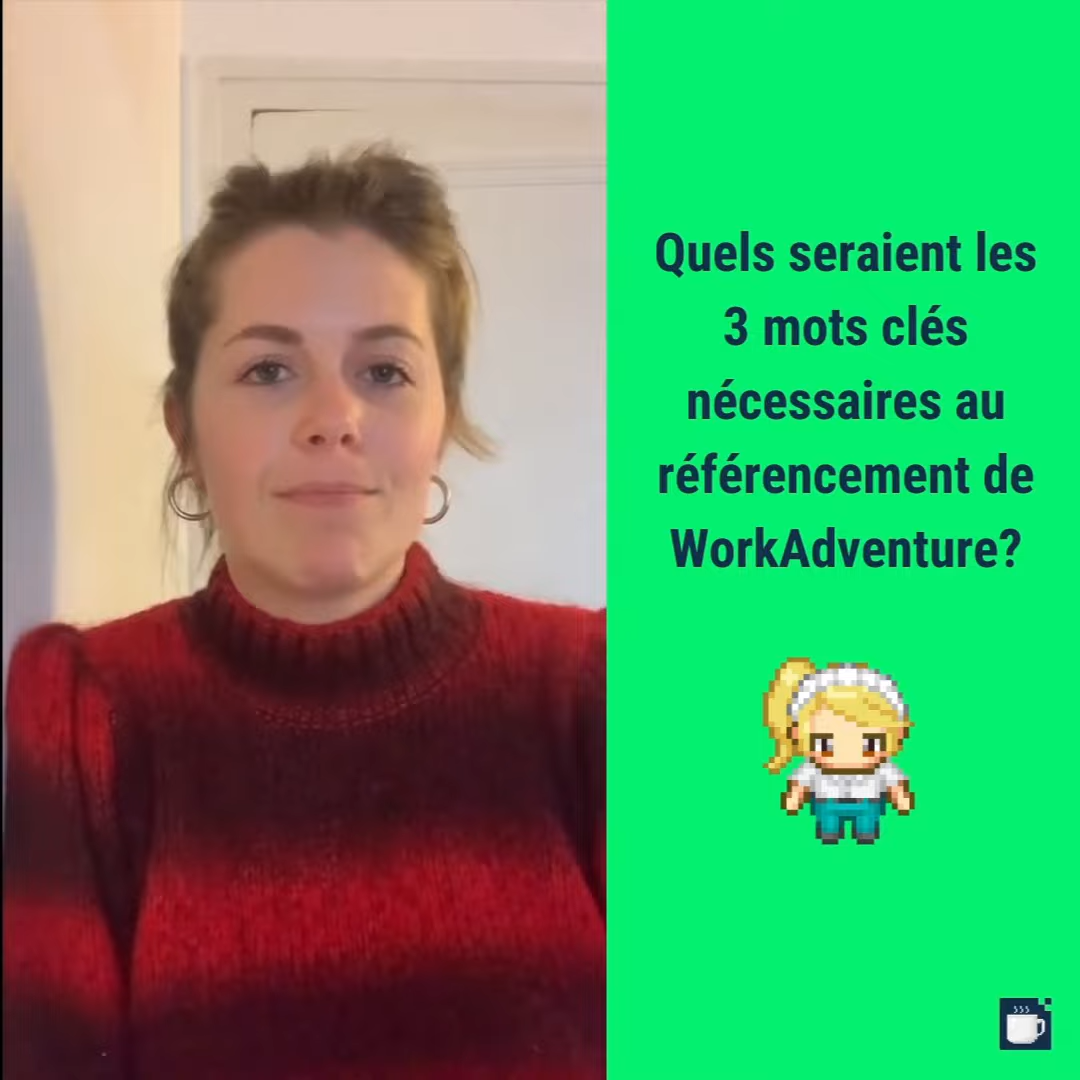 Quels seraient les
3 mots clés
nécessaires au
référencement de
WorkAdventure?